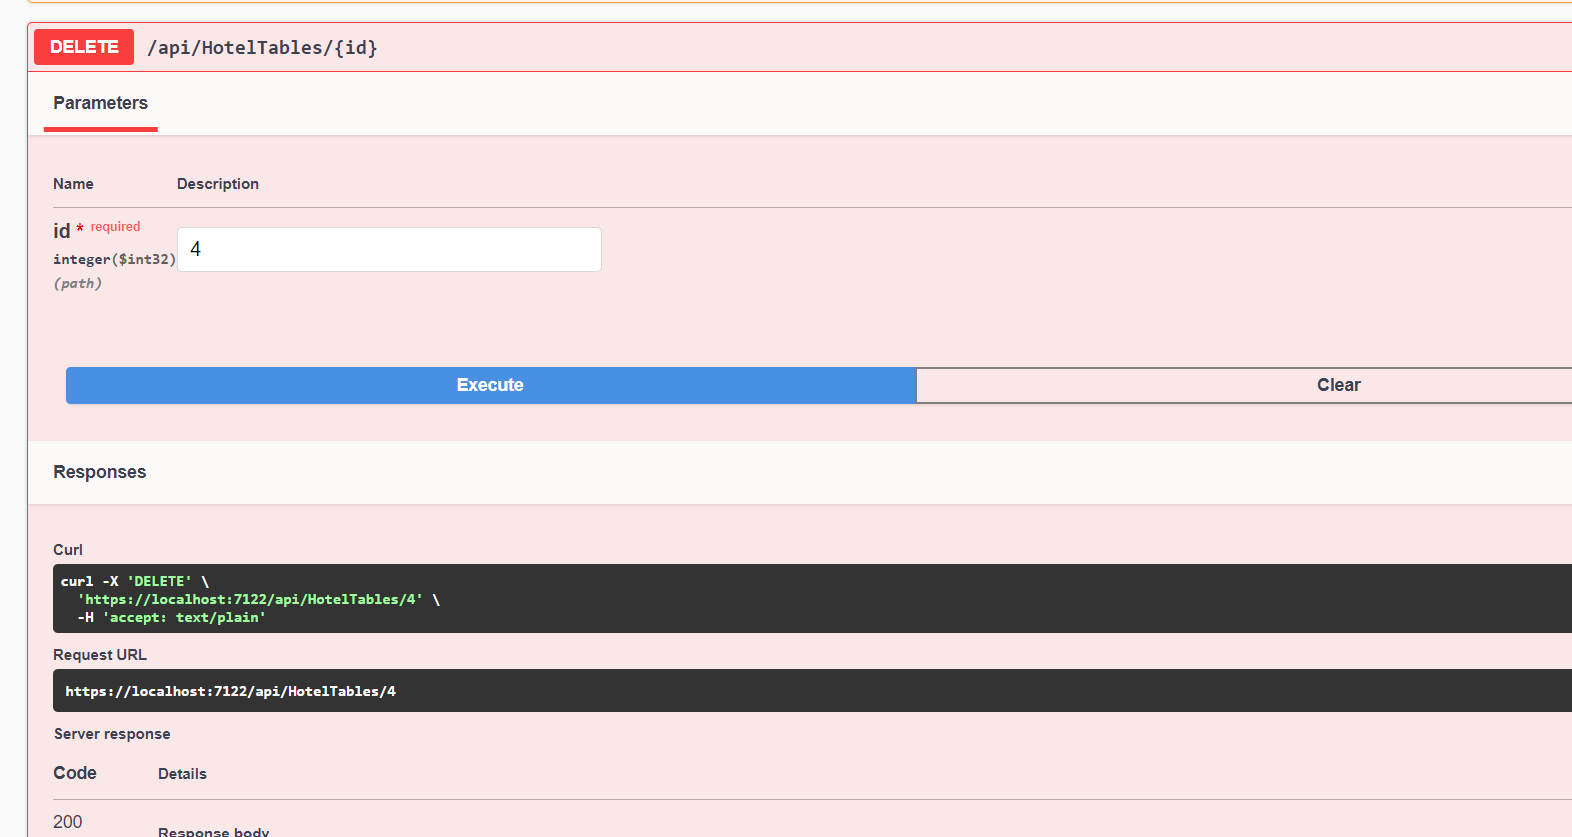 DELETE /api/HotelTables/{id}
Parameters
Name Description
id * required
integer($int32)
(path)
4
Execute Clear
Responses
Curl
curl -X 'DELETE' \
'https://localhost:7122/api/HotelTables/4' \
-H 'accept: text/plain'
Request URL
https://localhost:7122/api/HotelTables/4
Server response
Code Details
200
Response body